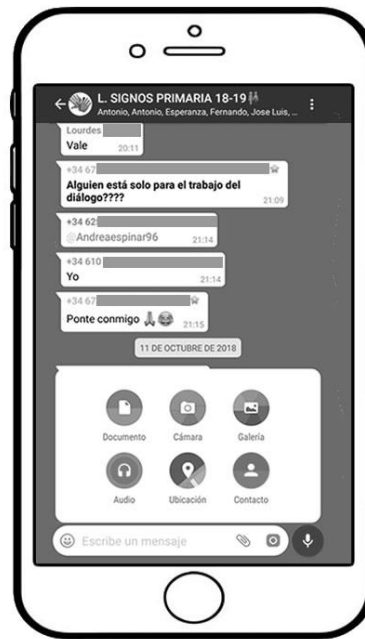 L. SIGNOS PRIMARIA 18-19
Antonio, Antonio, Esperanza, Fernando, Jose Luis, ...
Lourdes
Vale 20:11
+34 67
Alguien está solo para el trabajo del
diálogo???? 21:09
+34 625
@Andreaespinar96 21:14
+34 610
Yo 21:14
+34 67
Ponte conmigo 🙏😂 21:15
11 DE OCTUBRE DE 2018
Documento Cámara Galería
Audio Ubicación Contacto
Escribe un mensaje